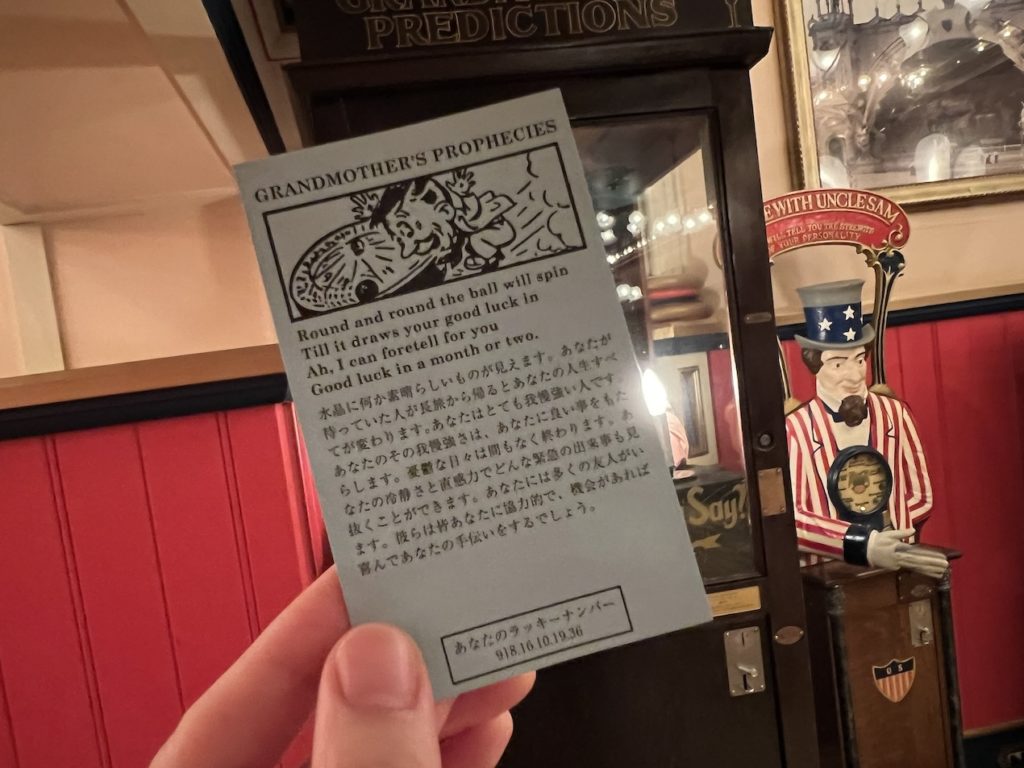 PREDICTIONS
GRANDMOTHER'S PROPHECIES
Round and round the ball will spin
Till it draws your good luck in
Ah, I can foretell for you
Good luck in a month or two.
水晶に何か素晴らしいものが見えます。あなたが
待っていた人が長旅から帰るとあなたの人生すべ
てが変わります。あなたはとても我慢強い人です。
あなたのその我慢強さは、あなたに良い事をもた
らします。憂鬱な日々は間もなく終わります。あ
なたの冷静さと直感力でどんな緊急の出来事も見
抜くことができます。あなたには多くの友人がい
ます。彼らは皆あなたに協力的で、機会があれば
喜んであなたの手伝いをするでしょう。
あなたのラッキーナンバー
9.8.16.10.19.36
WITH UNCLE SAM
WILL TELL YOU THE
OF YOUR PERSONALITY
Say!
U S